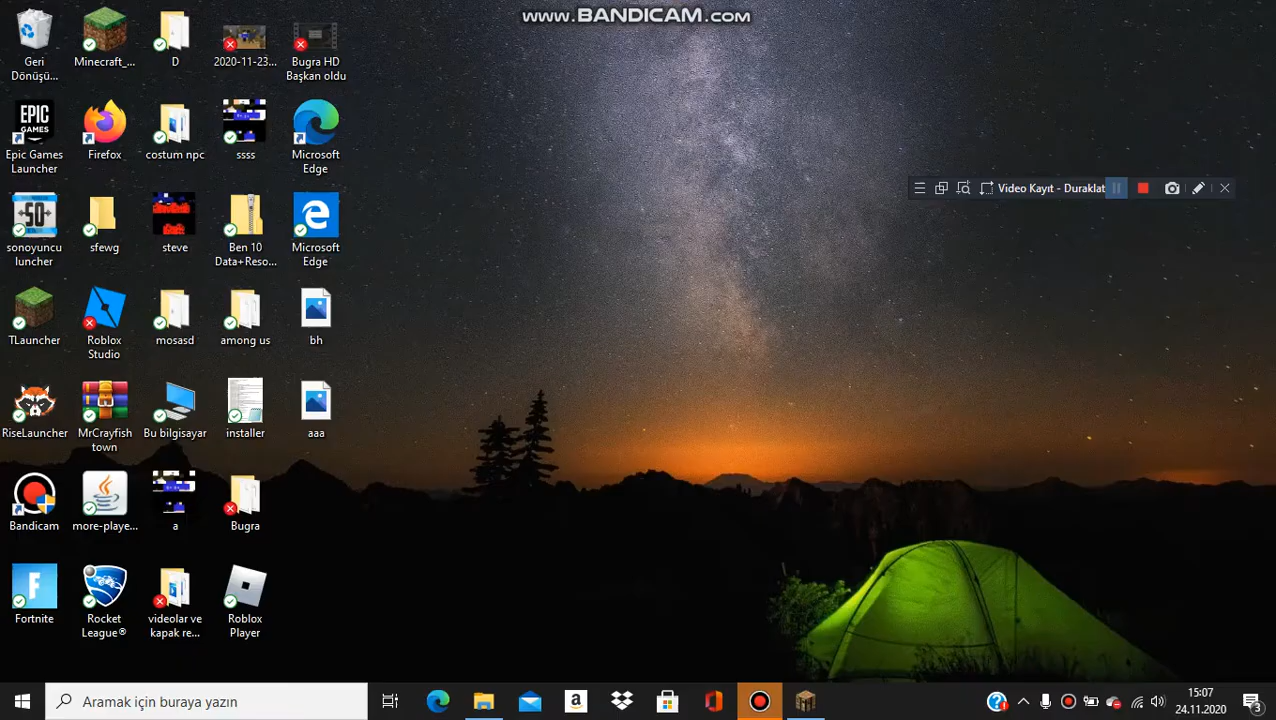 www.BANDICAM.com
Geri
Dönüşü...
Minecraft_...
D
2020-11-23...
Bugra HD
Başkan oldu
EPIC
GAMES
Epic Games
Launcher
Firefox
costum npc
ssss
Microsoft
Edge
Video Kayıt - Duraklat
SO
sonoyuncu
luncher
sfewg
steve
Ben 10
Data+Reso...
Microsoft
Edge
TLauncher
Roblox
Studio
mosasd
among us
bh
RiseLauncher
MrCrayfish
town
Bu bilgisayar
installer
aaa
Bandicam
more-playe...
a
Bugra
F
Fortnite
Rocket
League®
videolar ve
kapak re...
Roblox
Player
Aramak için buraya yazın
15:07
24.11.2020
3